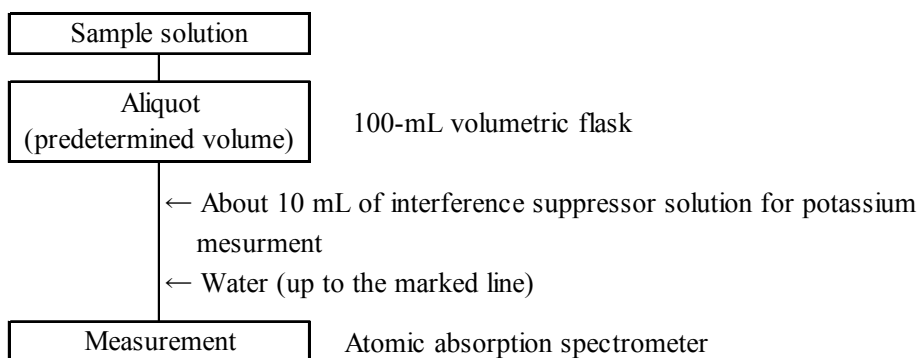 Sample solution
Aliquot
(predetermined volume)
100-mL volumetric flask
← About 10 mL of interference suppressor solution for potassium
mesurment
← Water (up to the marked line)
Measurement
Atomic absorption spectrometer